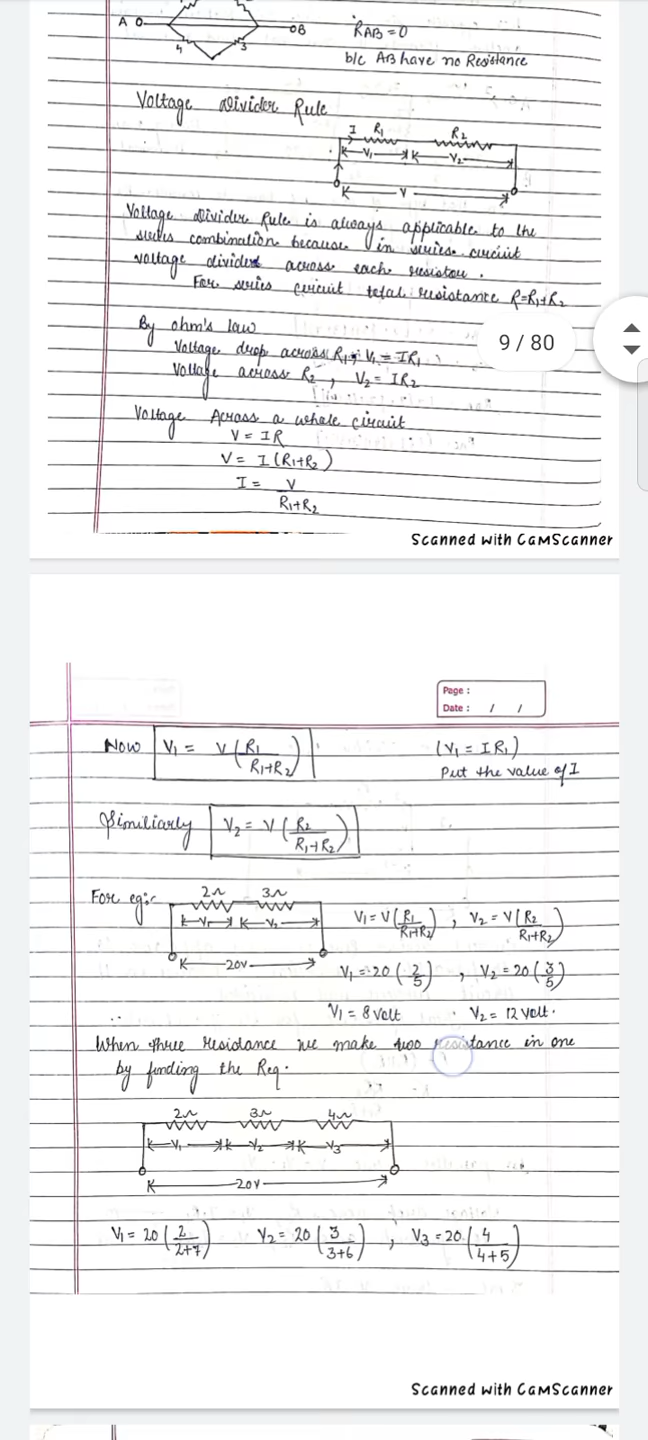 A
4
3
OB
RAB = 0
b/c AB have no Resistance
Voltage Divider Rule
I R1 R2
K—V1—>K—V2—
K—V—
Voltage Divider Rule is always applicable to the
series combination because in series circuit
voltage divided across each resistor.
For series circuit total resistance R=R1+R2
By ohm's law
Voltage drop across R1; V1 = IR1
Voltage across R2, V2 = IR2
9 / 80
Voltage Across a whole circuit
V = IR
V = I(R1+R2)
I = V
R1+R2
Scanned with CamScanner
Page :
Date : / /
Now V1 = V(R1
R1+R2)
(V1 = IR1)
Put the value of I
Similiarly V2 = V(R2
R1+R2)
For eg:- 2Ω 3Ω
V1 V2
20V
V1 = V(R1
R1+R2), V2 = V(R2
R1+R2)
V1 = 20(2
5), V2 = 20(3
5)
V1 = 8 volt V2 = 12 volt.
When three resistance we make two resistance in one
by finding the Req.
2Ω 3Ω 4Ω
V1 V2 V3
20V
V1 = 20(2
2+7) V2 = 20(3
3+6), V3 = 20(4
4+5)
Scanned with CamScanner